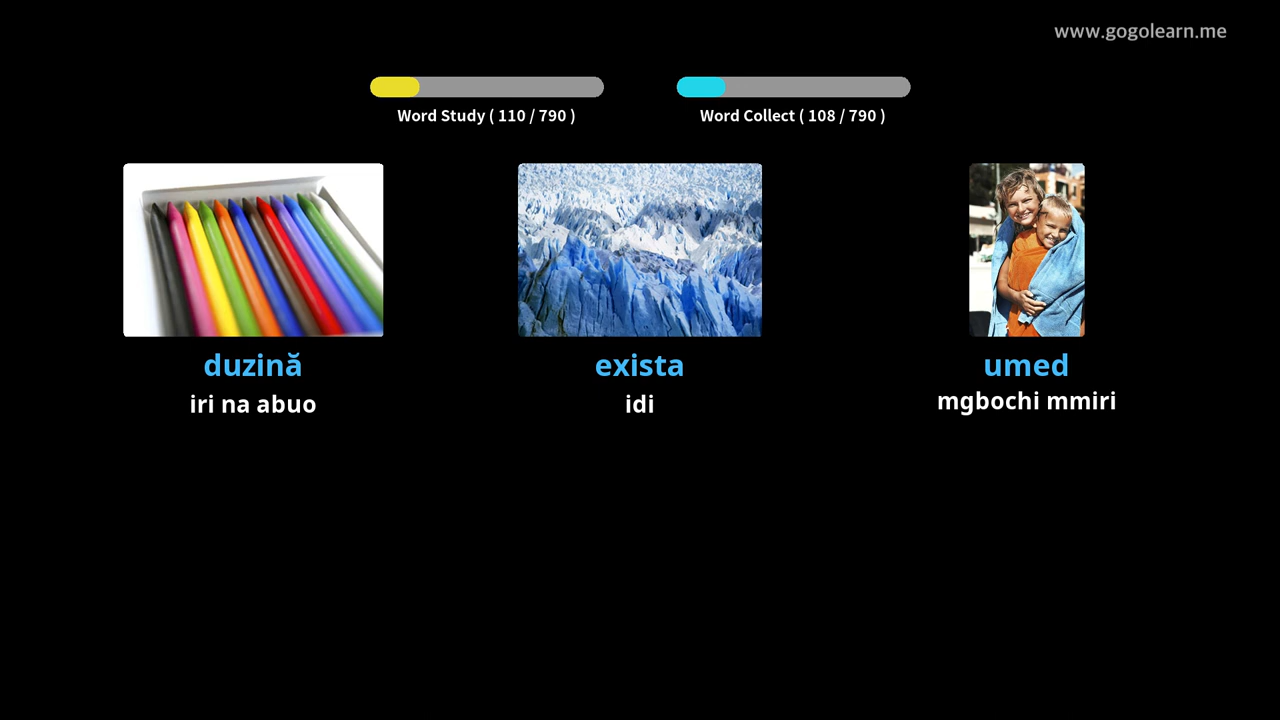 www.gogolearn.me
Word Study ( 110 / 790 )
Word Collect ( 108 / 790 )
duzină
exista
umed
iri na abuo
idi
mgbochi mmiri